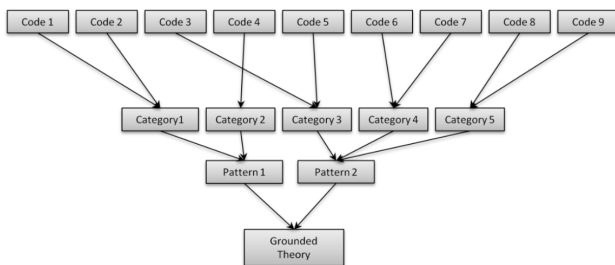 Code 1
Code 2
Code 3
Code 4
Code 5
Code 6
Code 7
Code 8
Code 9
Category1
Category 2
Category 3
Category 4
Category 5
Pattern 1
Pattern 2
Grounded
Theory